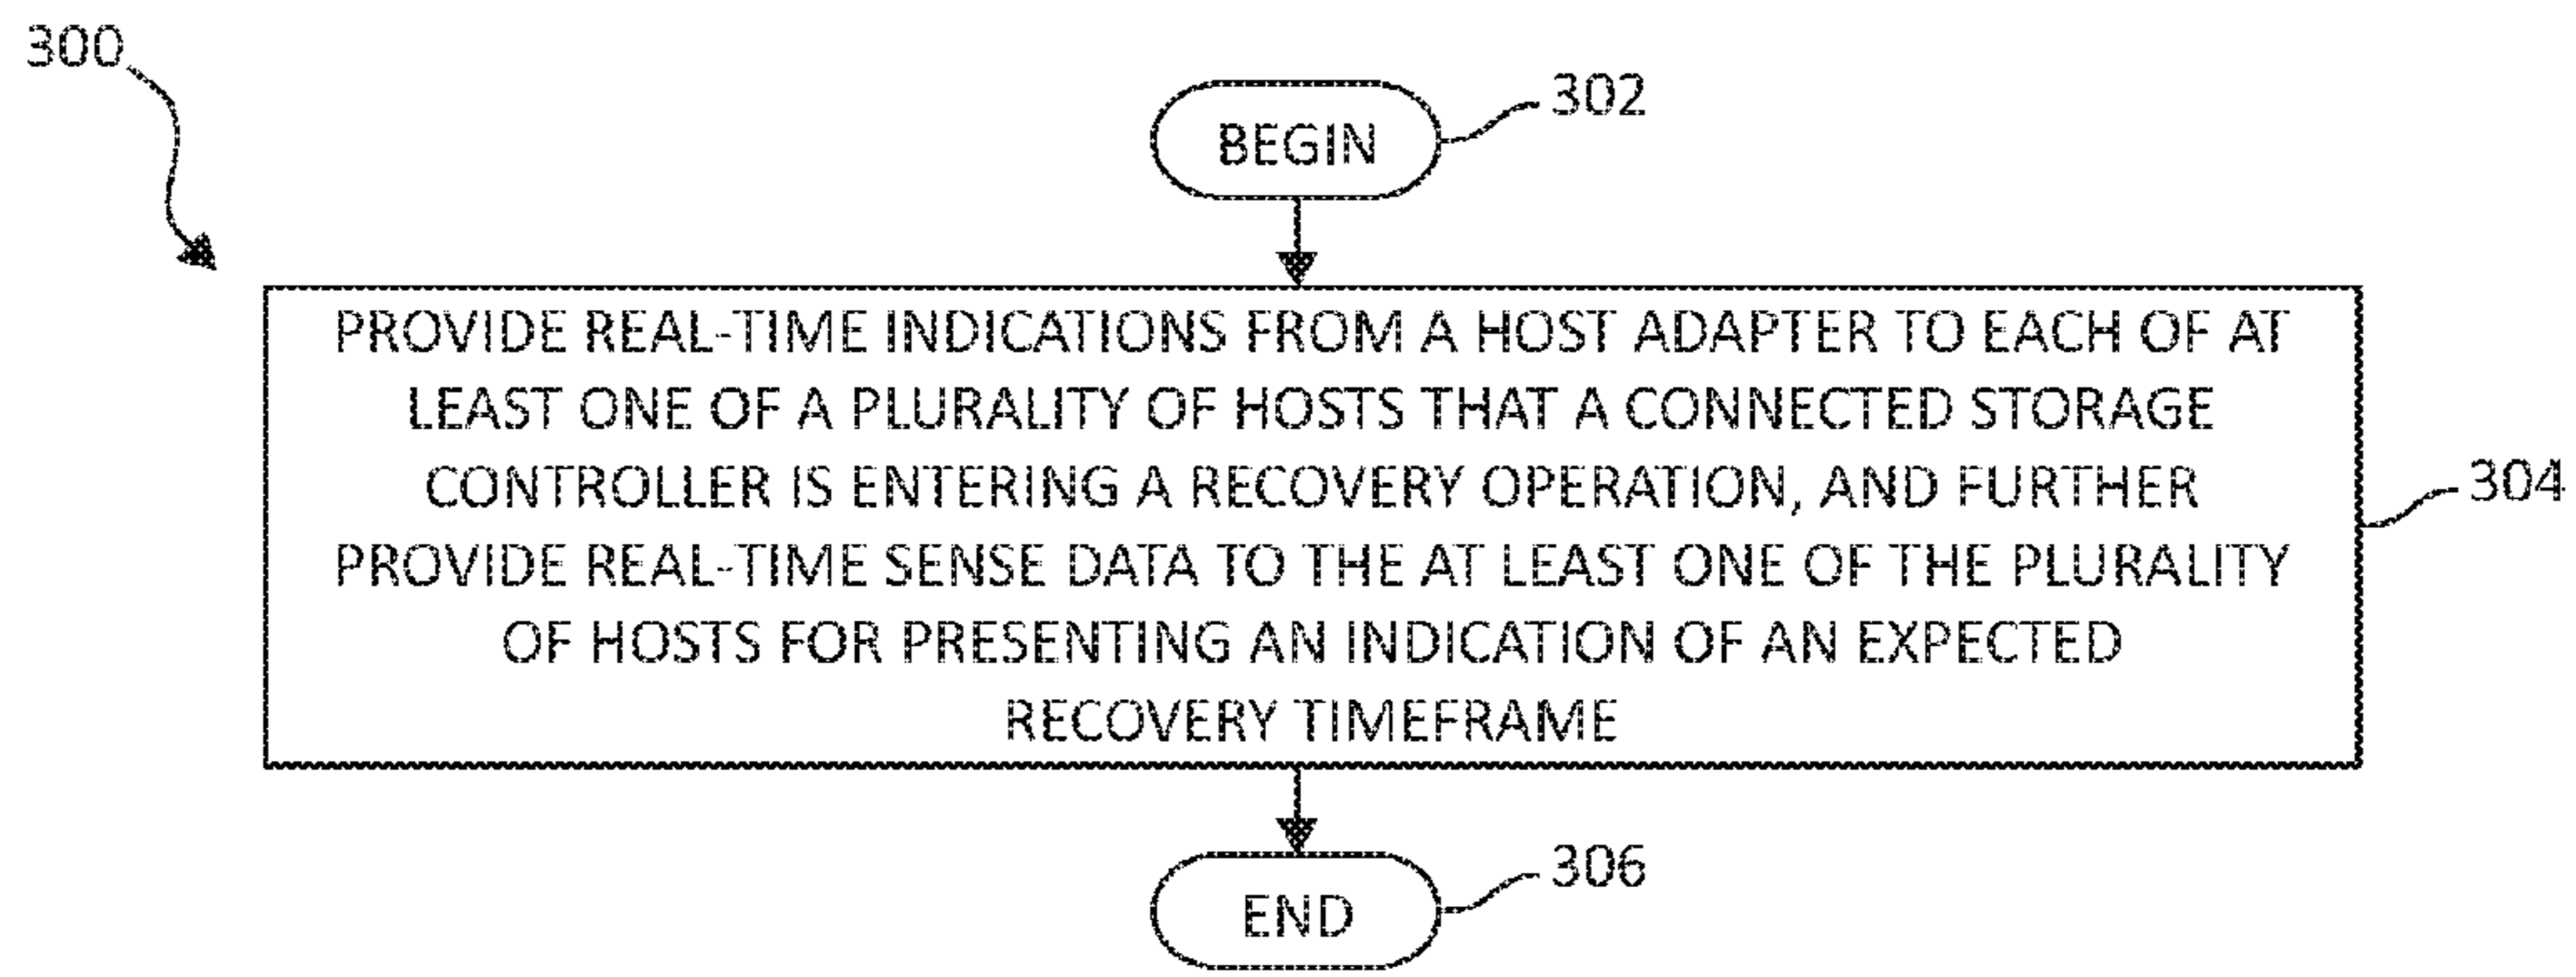 300
302
BEGIN
PROVIDE REAL-TIME INDICATIONS FROM A HOST ADAPTER TO EACH OF AT
LEAST ONE OF A PLURALITY OF HOSTS THAT A CONNECTED STORAGE
CONTROLLER IS ENTERING A RECOVERY OPERATION, AND FURTHER
PROVIDE REAL-TIME SENSE DATA TO THE AT LEAST ONE OF THE PLURALITY
OF HOSTS FOR PRESENTING AN INDICATION OF AN EXPECTED
RECOVERY TIMEFRAME
304
306
END